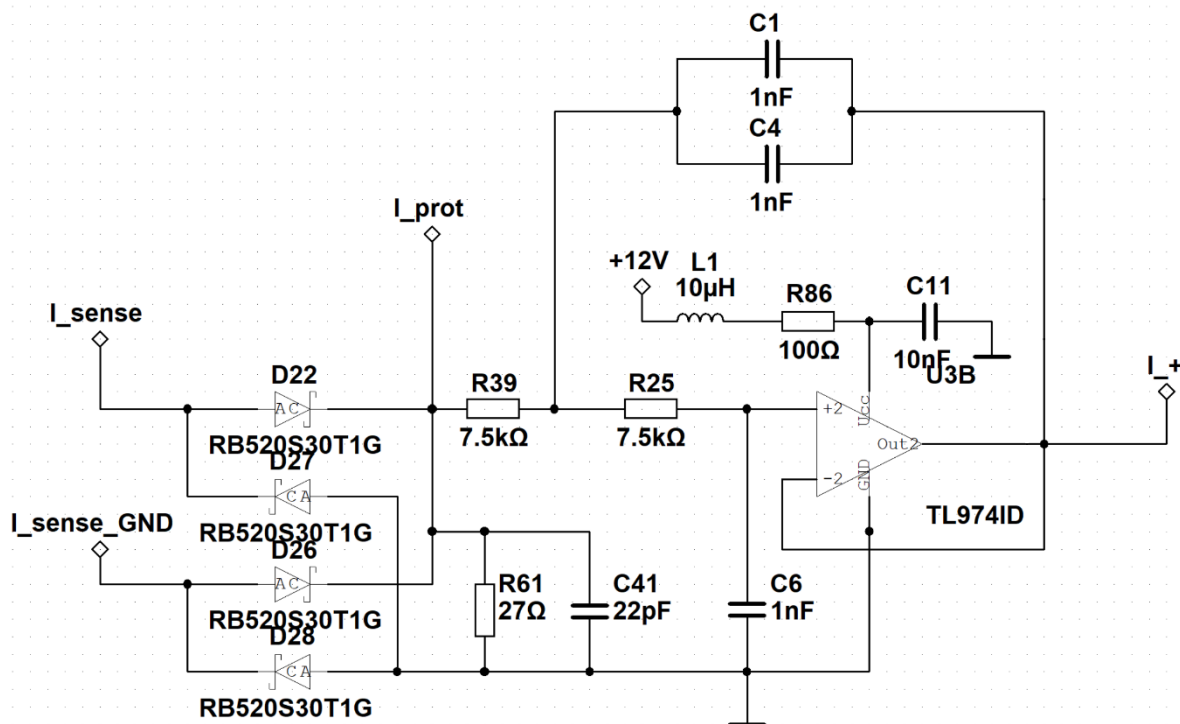 C1
1nF
C4
1nF
I_prot
+12V
L1
10µH
R86
100Ω
C11
10nF
U3B
I_sense
I_+
D22
AC
RB520S30T1G
R39
7.5kΩ
R25
7.5kΩ
+2
Ucc
Out2
-2
GND
TL974ID
D27
CA
RB520S30T1G
I_sense_GND
D26
AC
RB520S30T1G
R61
27Ω
C41
22pF
C6
1nF
D28
CA
RB520S30T1G